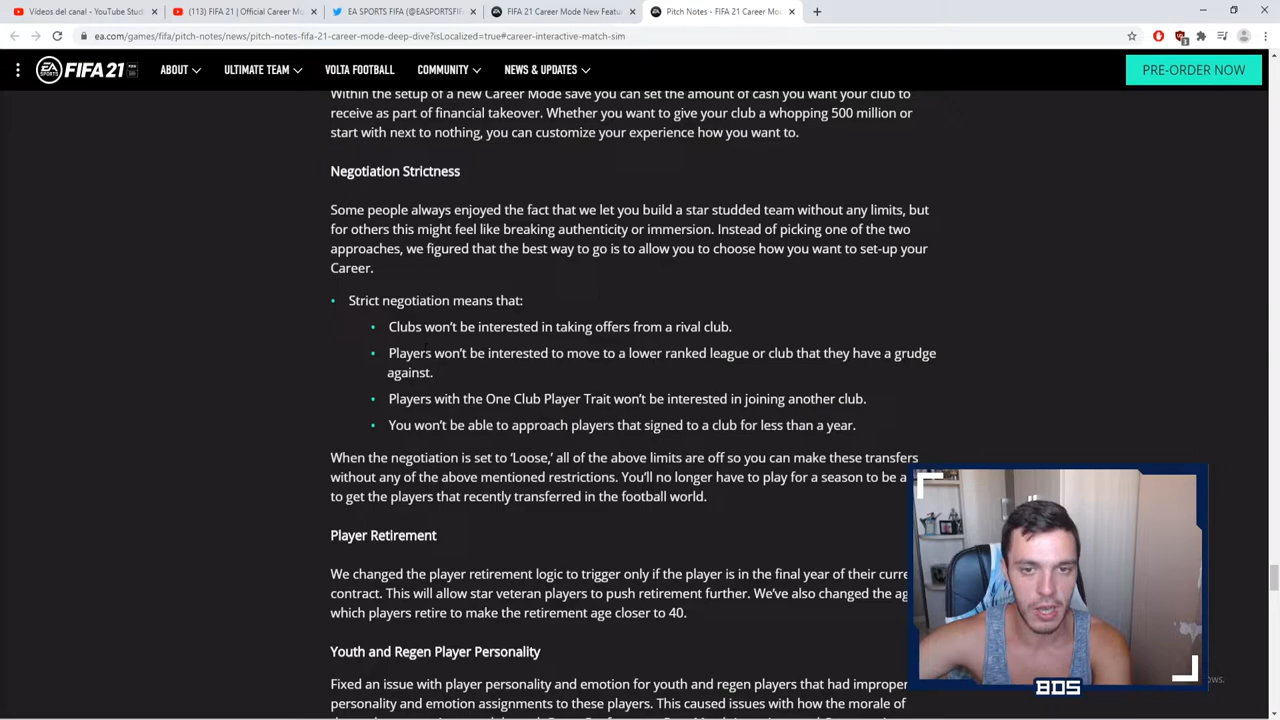 Vídeos del canal - YouTube Stud
(113) FIFA 21 | Official Career Mo
EA SPORTS FIFA (@EASPORTSFIF
FIFA 21 Career Mode New Featur
Pitch Notes - FIFA 21 Career Mod
ea.com/games/fifa/pitch-notes/news/pitch-notes-fifa-21-career-mode-deep-dive?isLocalized=true#career-interactive-match-sim
EA SPORTS FIFA 21 ABOUT ULTIMATE TEAM VOLTA FOOTBALL COMMUNITY NEWS & UPDATES PRE-ORDER NOW
Within the setup of a new Career Mode save you can set the amount of cash you want your club to
receive as part of financial takeover. Whether you want to give your club a whopping 500 million or
start with next to nothing, you can customize your experience how you want to.
Negotiation Strictness
Some people always enjoyed the fact that we let you build a star studded team without any limits, but
for others this might feel like breaking authenticity or immersion. Instead of picking one of the two
approaches, we figured that the best way to go is to allow you to choose how you want to set-up your
Career.
• Strict negotiation means that:
• Clubs won't be interested in taking offers from a rival club.
• Players won't be interested to move to a lower ranked league or club that they have a grudge
against.
• Players with the One Club Player Trait won't be interested in joining another club.
• You won't be able to approach players that signed to a club for less than a year.
When the negotiation is set to 'Loose,' all of the above limits are off so you can make these transfers
without any of the above mentioned restrictions. You'll no longer have to play for a season to be a
to get the players that recently transferred in the football world.
Player Retirement
We changed the player retirement logic to trigger only if the player is in the final year of their curre
contract. This will allow star veteran players to push retirement further. We've also changed the ag
which players retire to make the retirement age closer to 40.
Youth and Regen Player Personality
Fixed an issue with player personality and emotion for youth and regen players that had improper
personality and emotion assignments to these players. This caused issues with how the morale of
BDS